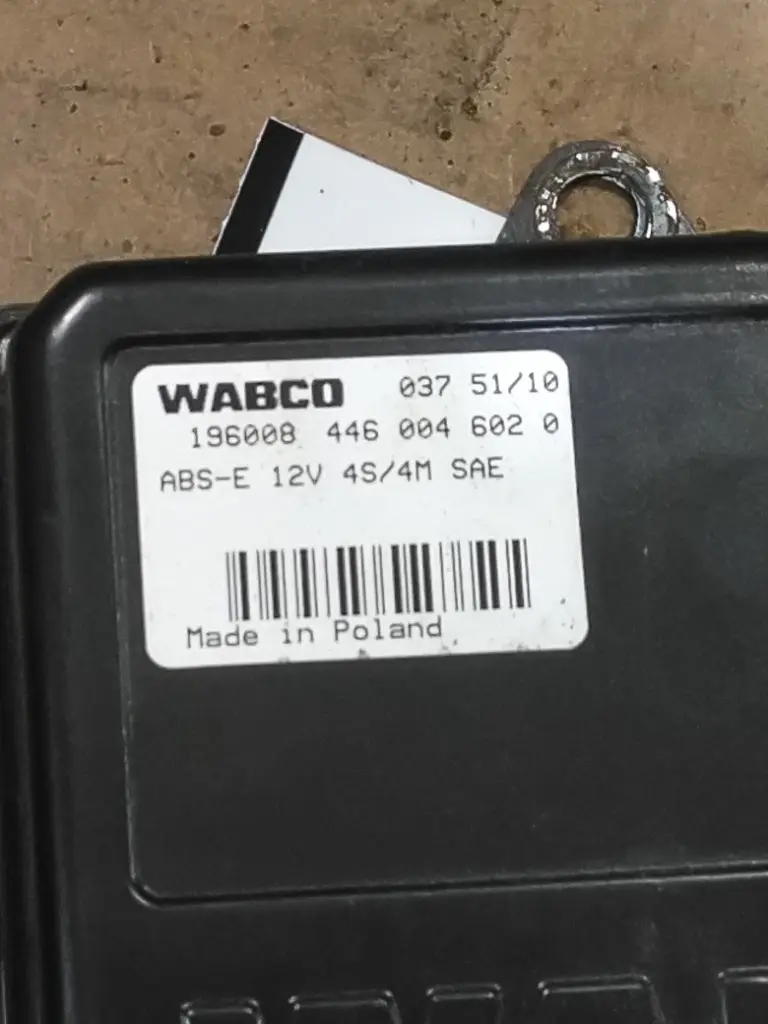 WABCO 037 51/10
196008 446 004 602 0
ABS-E 12V 4S/4M SAE
Made in Poland